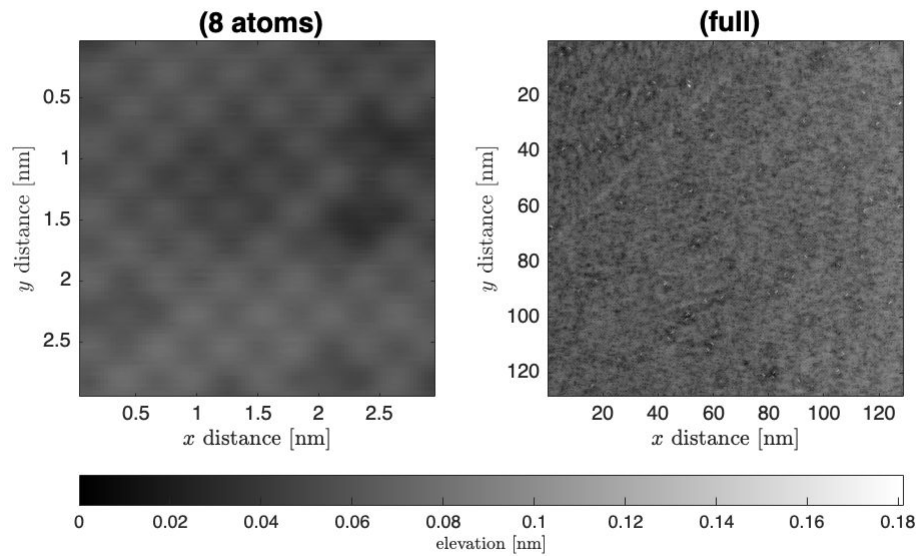 (8 atoms)
0.5
1
1.5
2
2.5
y distance [nm]
0.5 1 1.5 2 2.5
x distance [nm]
(full)
20
40
60
80
100
120
y distance [nm]
20 40 60 80 100 120
x distance [nm]
0 0.02 0.04 0.06 0.08 0.1 0.12 0.14 0.16 0.18
elevation [nm]